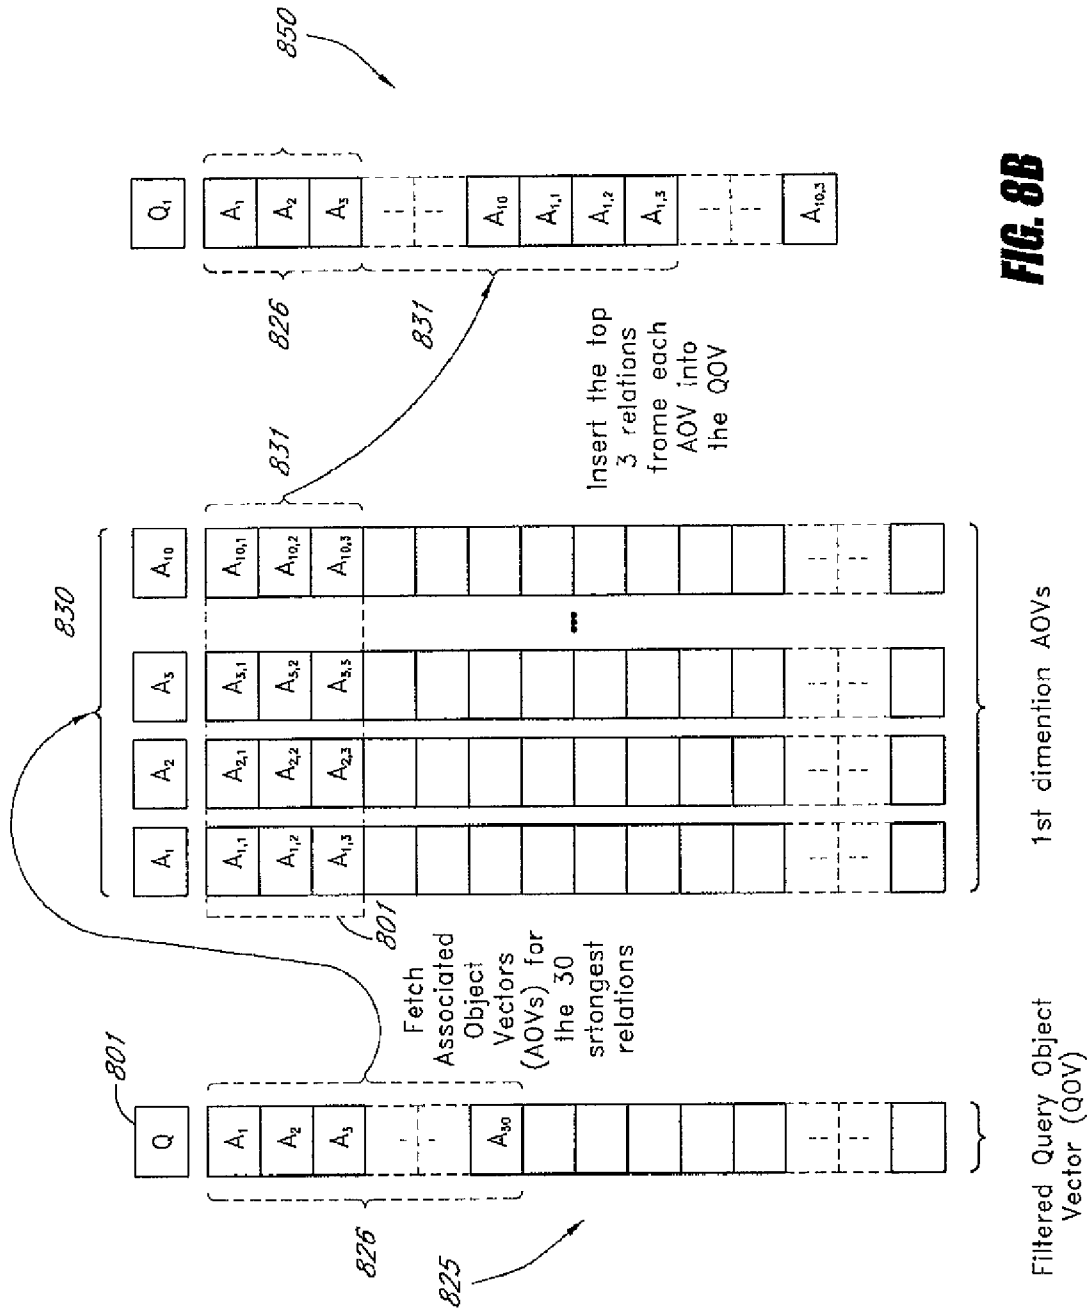 801
Q
A₁
A₂
A₃
A₃₀
826
825
Filtered Query Object
Vector (QOV)
Fetch
Associated
Object
Vectors
(AOVs) for
the 30
srtongest
relations
830
A₁
A₂
A₃
A₁₀
A₁,₁
A₂,₁
A₃,₁
A₁₀,₁
A₁,₂
A₂,₂
A₃,₂
A₁₀,₂
A₁,₃
A₂,₃
A₃,₃
A₁₀,₃
...
801
831
1st dimention AOVs
Insert the top
3 relations
frome each
AOV into
the QOV
Q₁
A₁
A₂
A₃
A₁₀
A₁,₁
A₁,₂
A₁,₃
A₁₀,₃
826
831
850
FIG. 8B